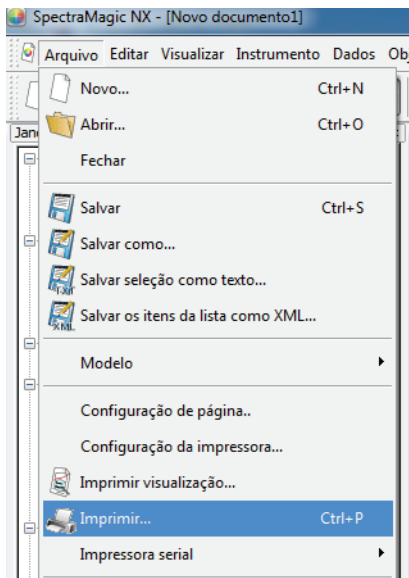 SpectraMagic NX - [Novo documento1]
Arquivo Editar Visualizar Instrumento Dados
Novo... Ctrl+N
Abrir... Ctrl+O
Fechar
Salvar Ctrl+S
Salvar como...
Salvar seleção como texto...
Salvar os itens da lista como XML...
Modelo
Configuração de página..
Configuração da impressora...
Imprimir visualização...
Imprimir... Ctrl+P
Impressora serial